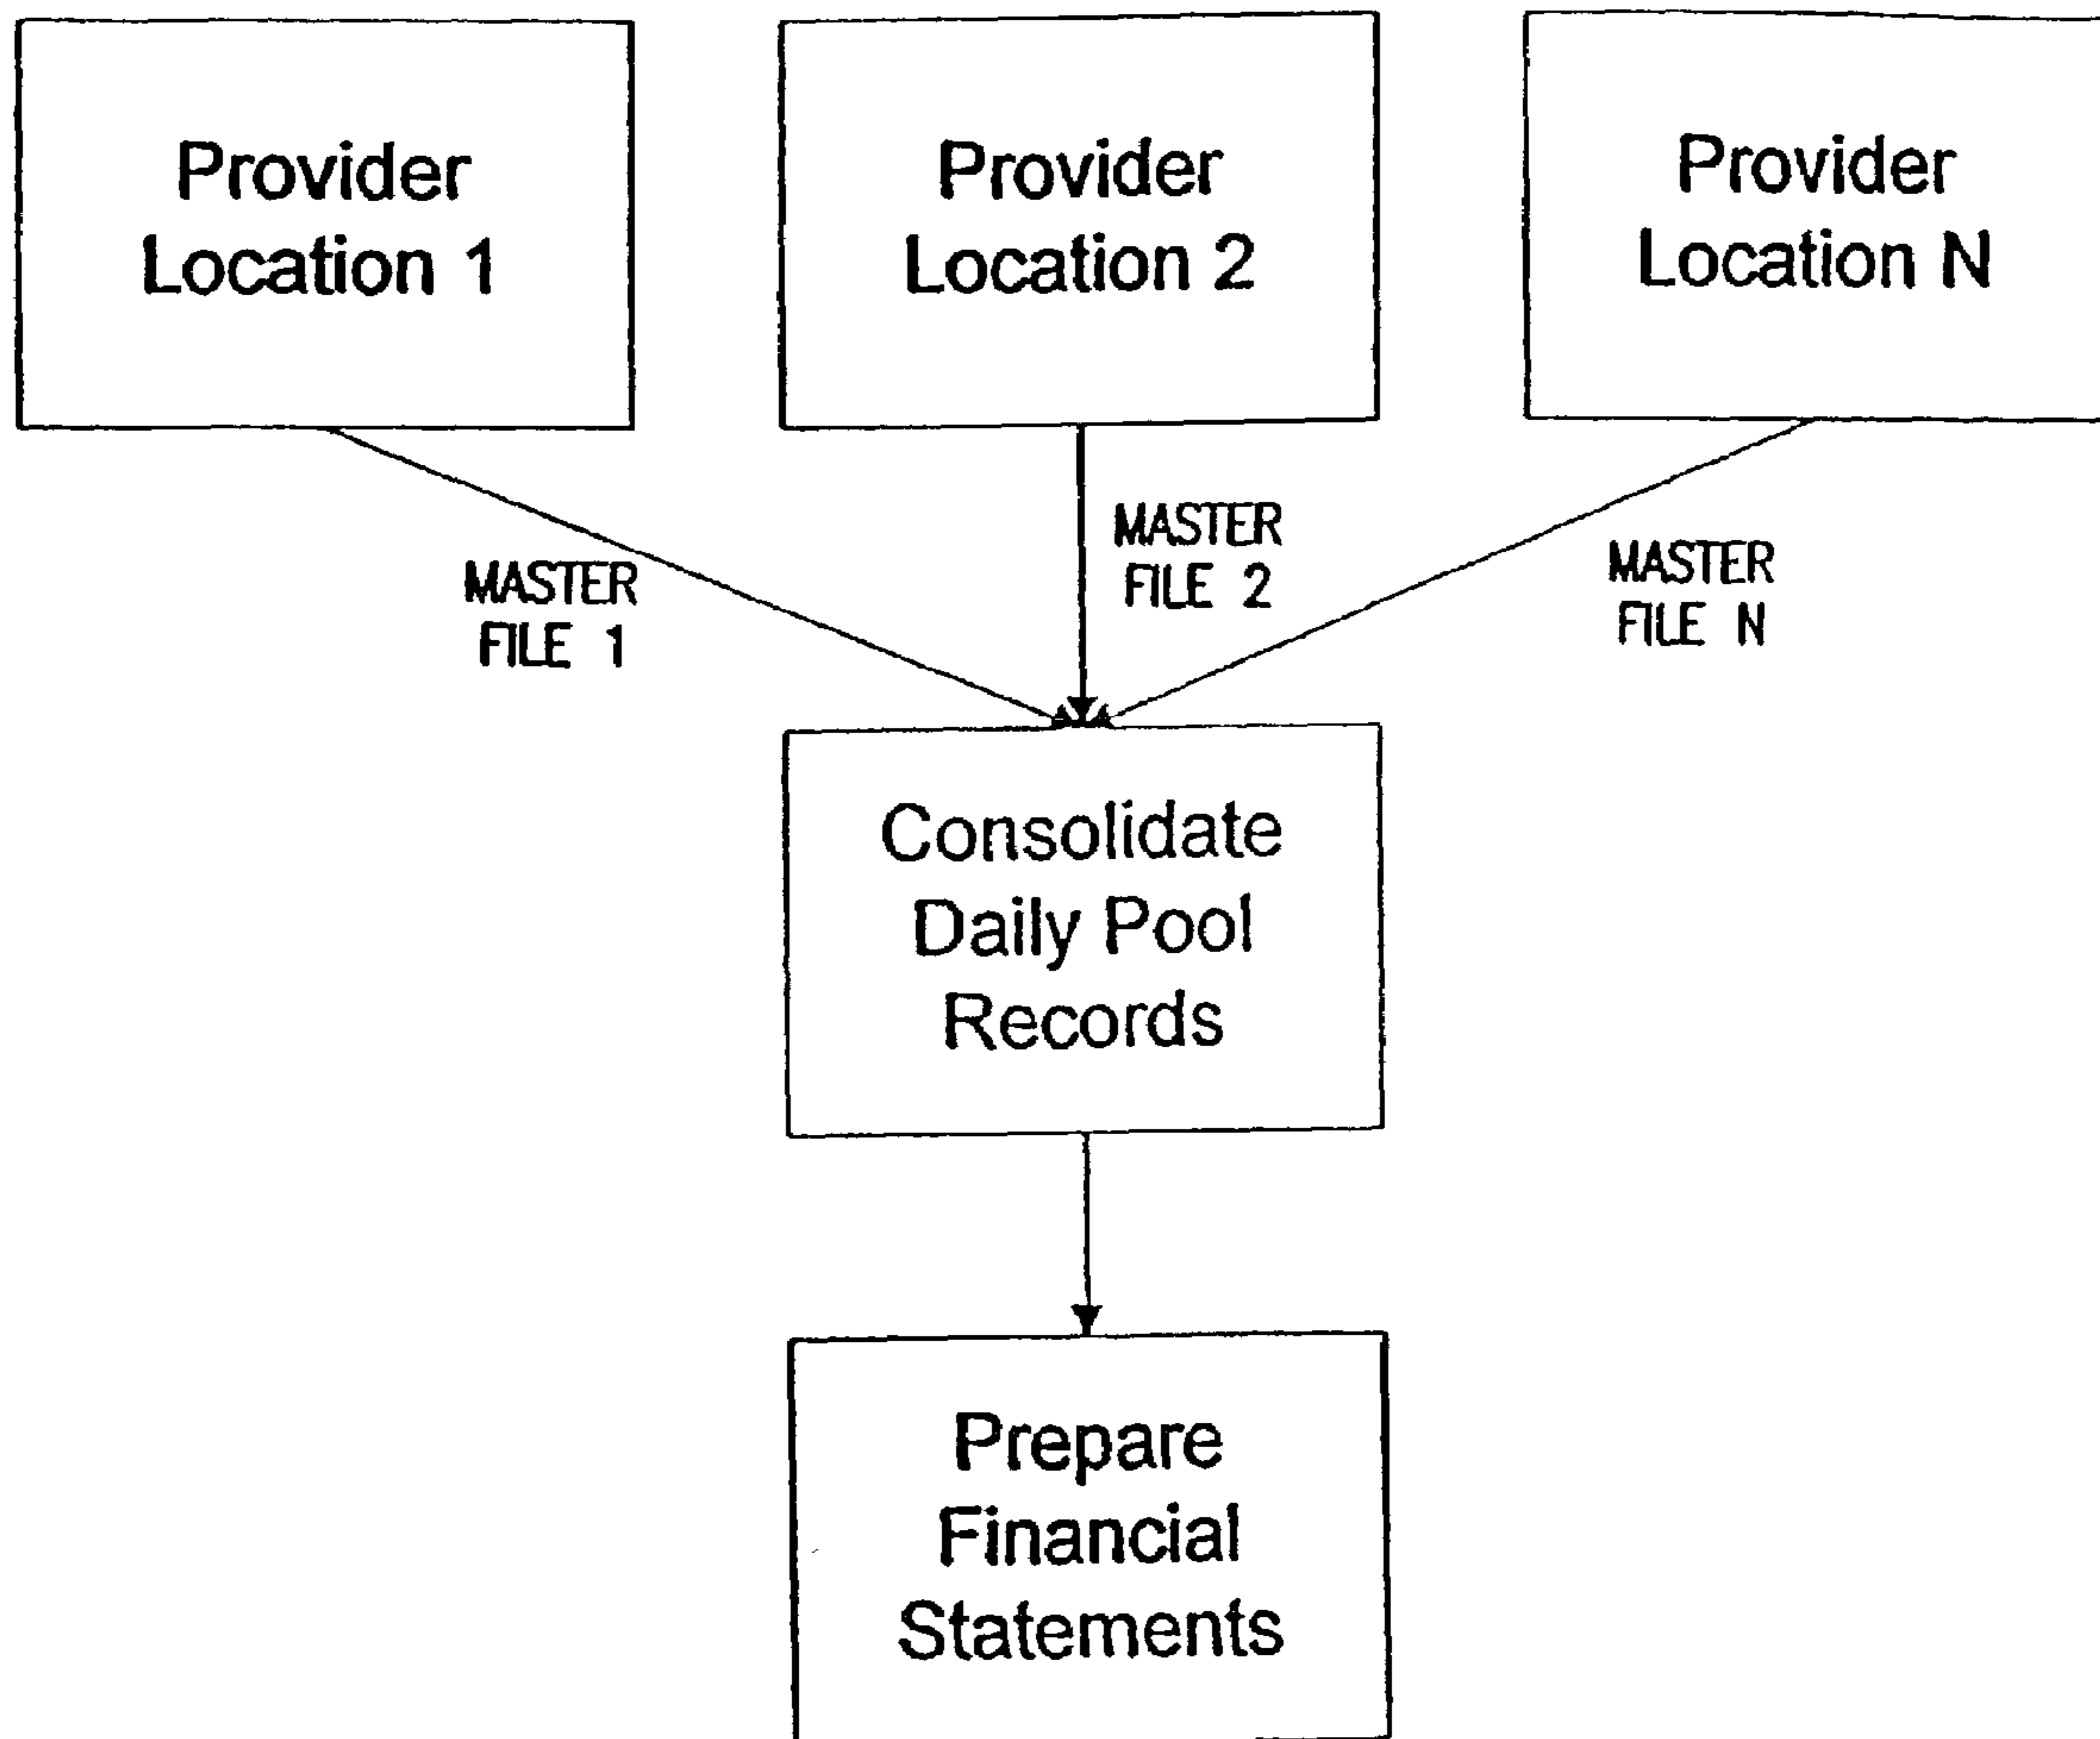 Provider
Location 1
Provider
Location 2
Provider
Location N
MASTER
FILE 1
MASTER
FILE 2
MASTER
FILE N
Consolidate
Daily Pool
Records
Prepare
Financial
Statements